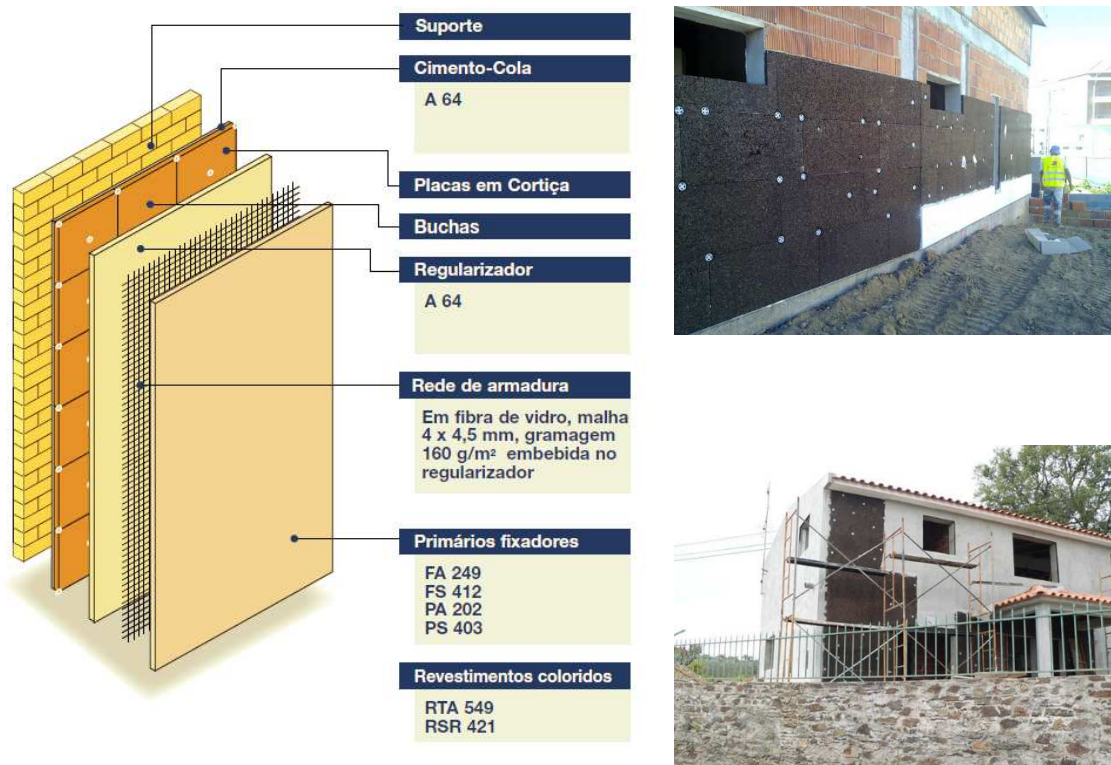 Suporte
Cimento-Cola
A 64
Placas em Cortiça
Buchas
Regularizador
A 64
Rede de armadura
Em fibra de vidro, malha
4 x 4,5 mm, gramagem
160 g/m² embebida no
regularizador
Primários fixadores
FA 249
FS 412
PA 202
PS 403
Revestimentos coloridos
RTA 549
RSR 421